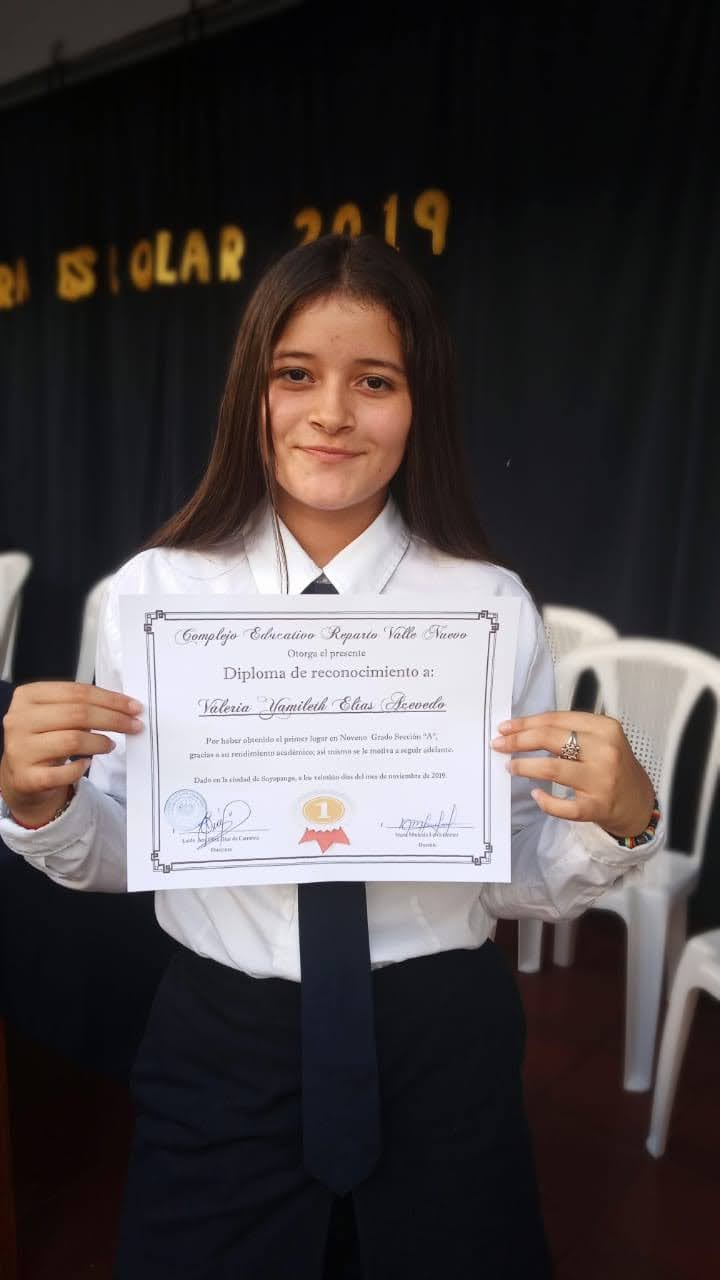 ESCOLAR 2019
Complejo Educativo Reparto Valle Nuevo
Otorga el presente
Diploma de reconocimiento a:
Valeria Yamileth Elias Azevedo
Por haber obtenido el primer lugar en Noveno Grado Sección "A",
gracias a su rendimiento académico; así mismo se le motiva a seguir adelante.
Dado en la ciudad de Soyapango, a los veintiún días del mes de noviembre de 2019.
1
Directora
Docente